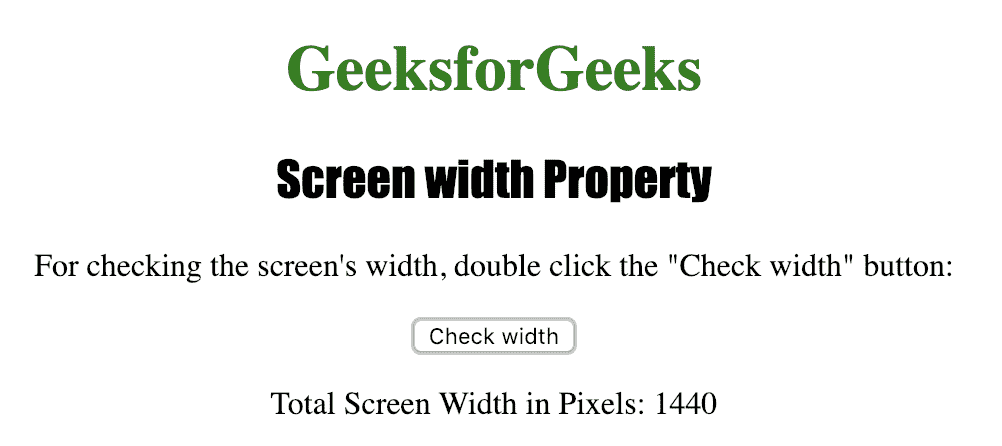 GeeksforGeeks
Screen width Property
For checking the screen's width, double click the "Check width" button:
Check width
Total Screen Width in Pixels: 1440